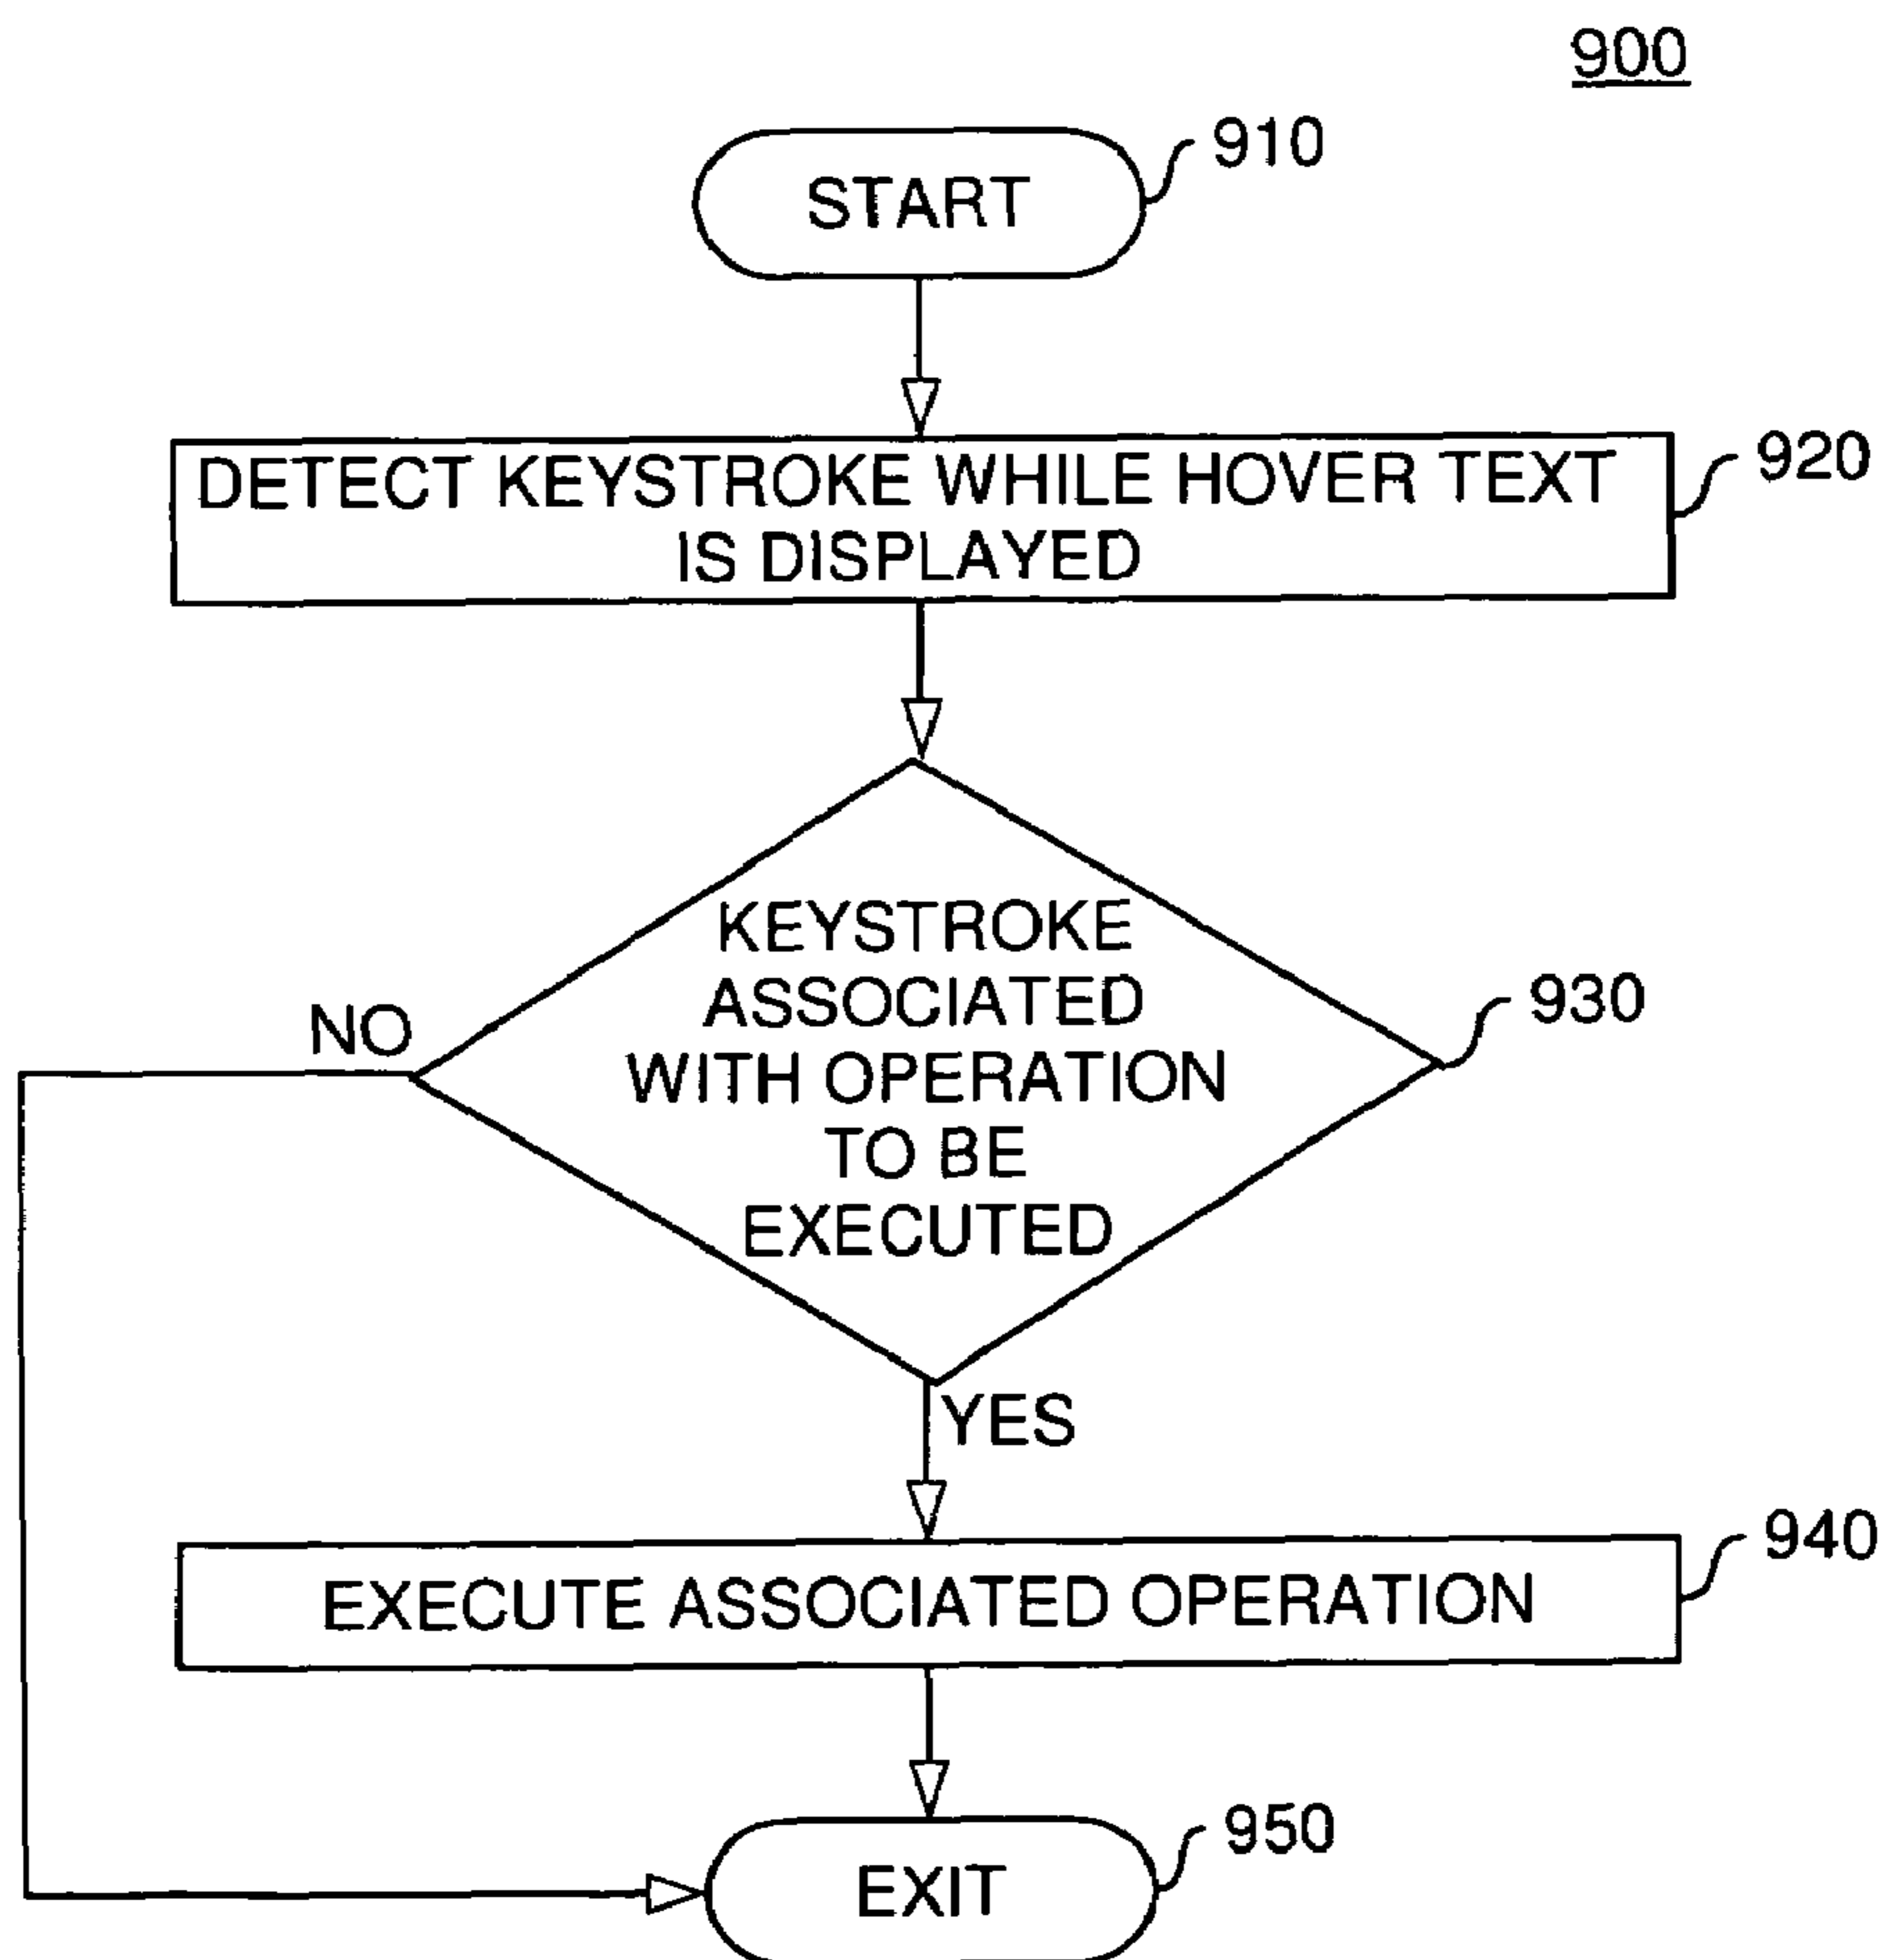 900
START
910
DETECT KEYSTROKE WHILE HOVER TEXT
IS DISPLAYED
920
KEYSTROKE
ASSOCIATED
WITH OPERATION
TO BE
EXECUTED
930
NO
YES
EXECUTE ASSOCIATED OPERATION
940
EXIT
950